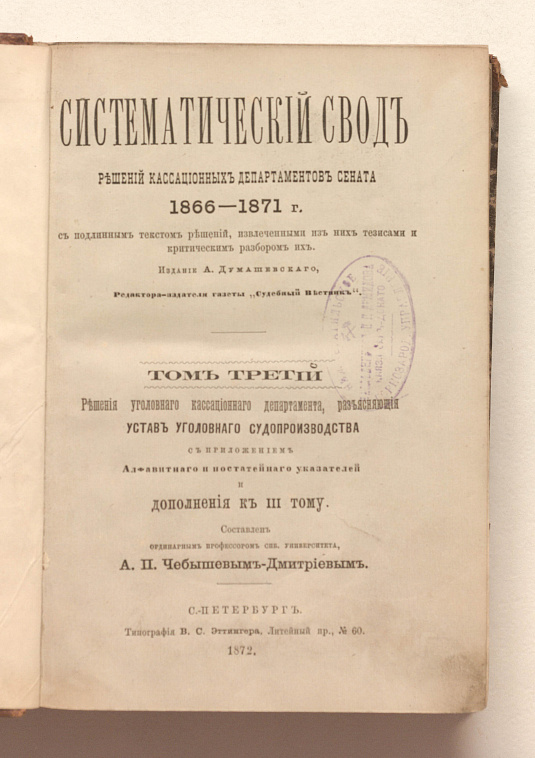 СИСТЕМАТИЧЕСКІЙ СВОДЪ
РѢШЕНІЙ КАССАЦІОННЫХЪ ДЕПАРТАМЕНТОВЪ СЕНАТА
1866—1871 г.
съ подлиннымъ текстомъ рѣшеній, извлеченными изъ нихъ тезисами и
критическимъ разборомъ ихъ.
Изданіе А. Думашевскаго,
Редактора-издателя газеты „Судебный Вѣстникъ".
ТОМЪ ТРЕТІЙ
Рѣшенія уголовнаго кассаціоннаго департамента, разъясняющія
УСТАВЪ УГОЛОВНАГО СУДОПРОИЗВОДСТВА
СЪ ПРИЛОЖЕНІЕМЪ
Алфавитнаго и постатейнаго указателей
и
ДОПОЛНЕНІЯ КЪ III ТОМУ.
Составленъ
ОРДИНАРНЫМЪ ПРОФЕССОРОМЪ СПБ. УНИВЕРСИТЕТА,
А. П. Чебышевымъ-Дмитріевымъ.
С.-ПЕТЕРБУРГЪ.
Типографія В. С. Эттингера, Литейный пр., № 60.
1872.